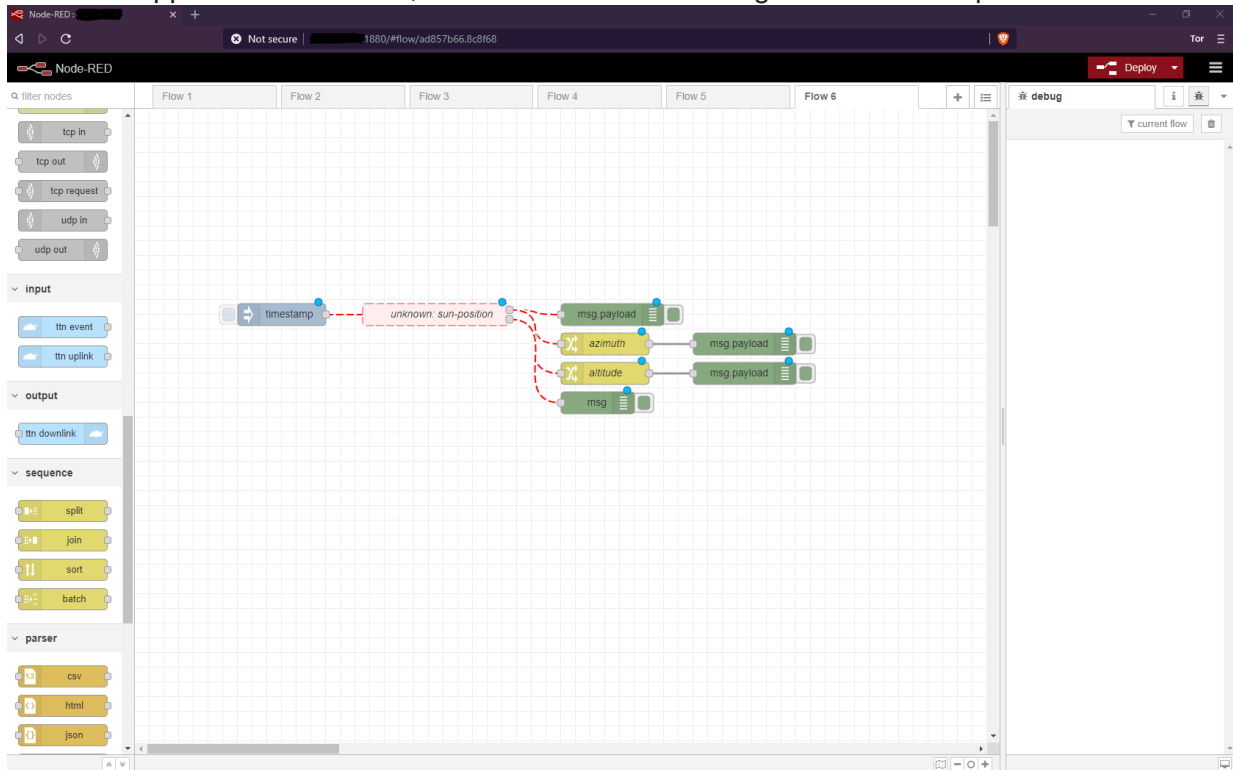 Node-RED :
Not secure
1880/#flow/ad857b66.8c8f68
Tor
Node-RED
Deploy
filter nodes
Flow 1
Flow 2
Flow 3
Flow 4
Flow 5
Flow 6
debug
i
current flow
tcp in
tcp out
tcp request
udp in
udp out
input
ttn event
ttn uplink
output
ttn downlink
sequence
split
join
sort
batch
parser
csv
html
json
timestamp
unknown: sun-position
msg.payload
azimuth
msg.payload
altitude
msg.payload
msg